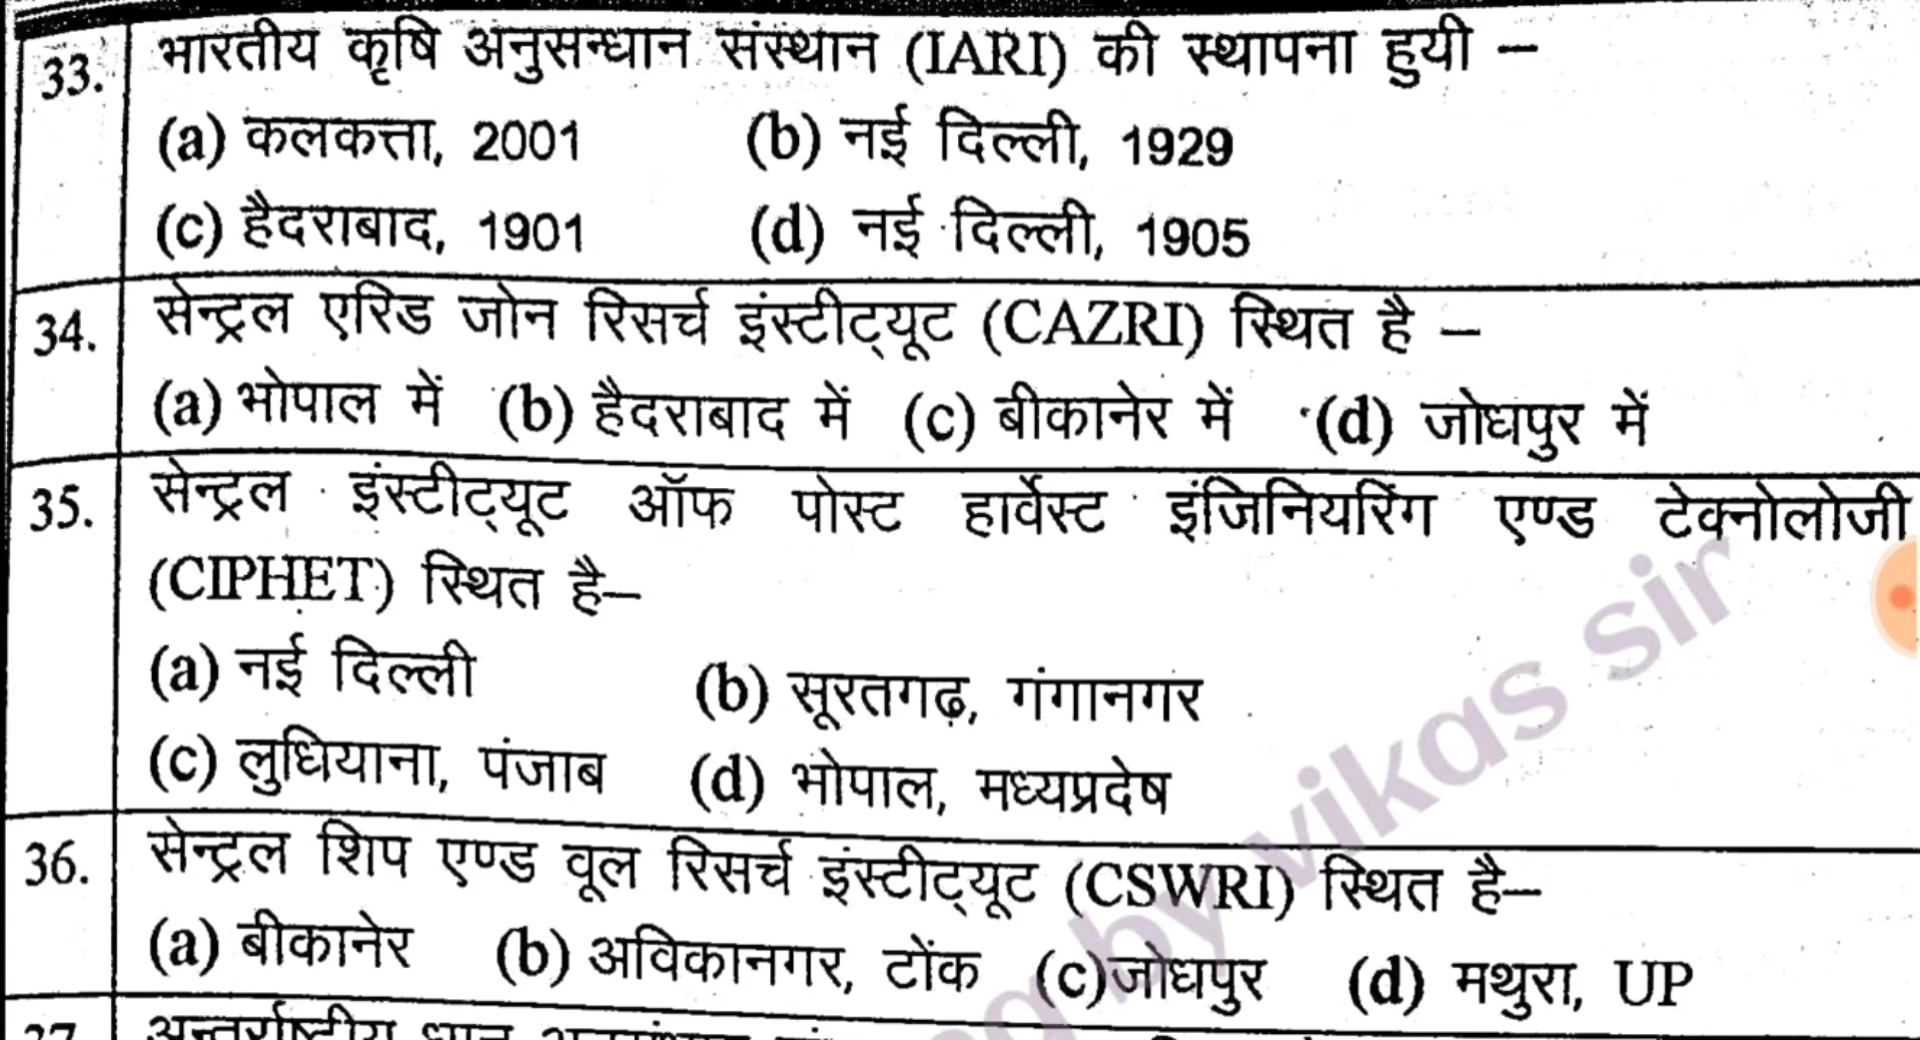 33. भारतीय कृषि अनुसन्धान संस्थान (IARI) की स्थापना हुयी –
(a) कलकत्ता, 2001 (b) नई दिल्ली, 1929
(c) हैदराबाद, 1901 (d) नई दिल्ली, 1905
34. सेन्ट्रल एरिड जोन रिसर्च इंस्टीट्यूट (CAZRI) स्थित है –
(a) भोपाल में (b) हैदराबाद में (c) बीकानेर में (d) जोधपुर में
35. सेन्ट्रल इंस्टीट्यूट ऑफ पोस्ट हार्वेस्ट इंजिनियरिंग एण्ड टेक्नोलोजी
(CIPHET) स्थित है–
(a) नई दिल्ली (b) सूरतगढ़, गंगानगर
(c) लुधियाना, पंजाब (d) भोपाल, मध्यप्रदेष
36. सेन्ट्रल शिप एण्ड वूल रिसर्च इंस्टीट्यूट (CSWRI) स्थित है–
(a) बीकानेर (b) अविकानगर, टोंक (c)जोधपुर (d) मथुरा, UP
by vikas sir